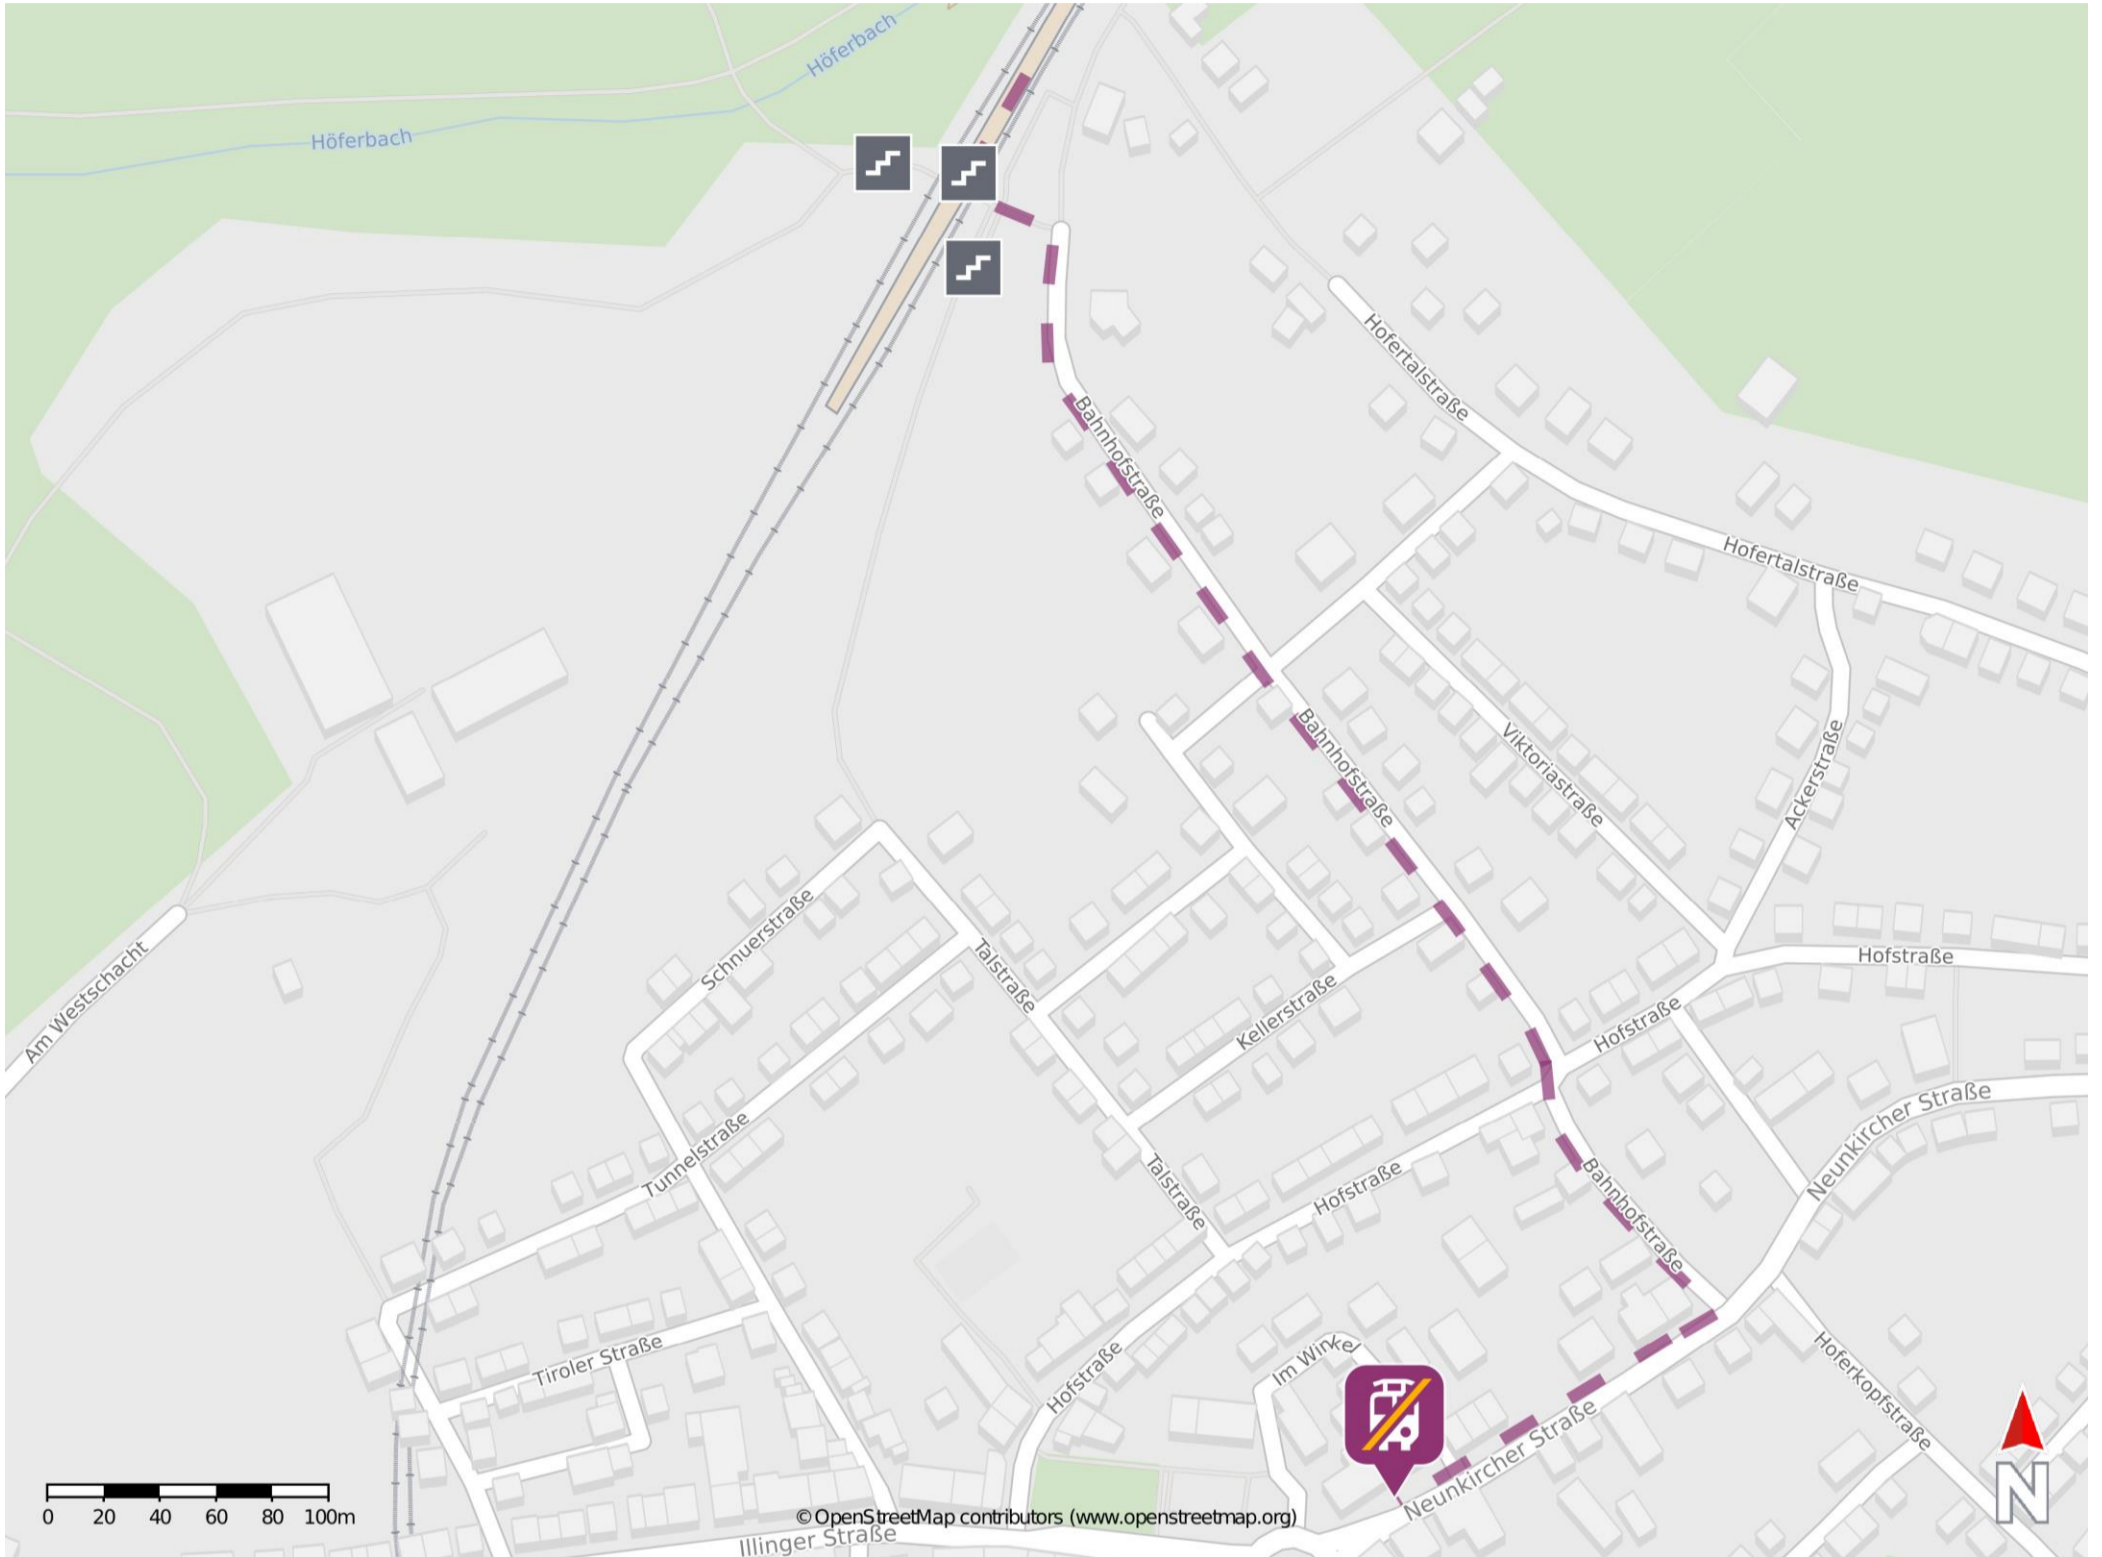 Höferbach
Höferbach
Hofertalstraße
Bahnhofstraße
Hofertalstraße
Bahnhofstraße
Viktoriastraße
Ackerstraße
Schnuerstraße
Talstraße
Am Westschacht
Hofstraße
Kellerstraße
Hofstraße
Neunkircher Straße
Tunnelstraße
Talstraße
Hofstraße
Bahnhofstraße
Tiroler Straße
Im Winkel
Hofstraße
Hoferkopfstraße
Neunkircher Straße
N
0 20 40 60 80 100m
© OpenStreetMap contributors (www.openstreetmap.org)
Illinger Straße